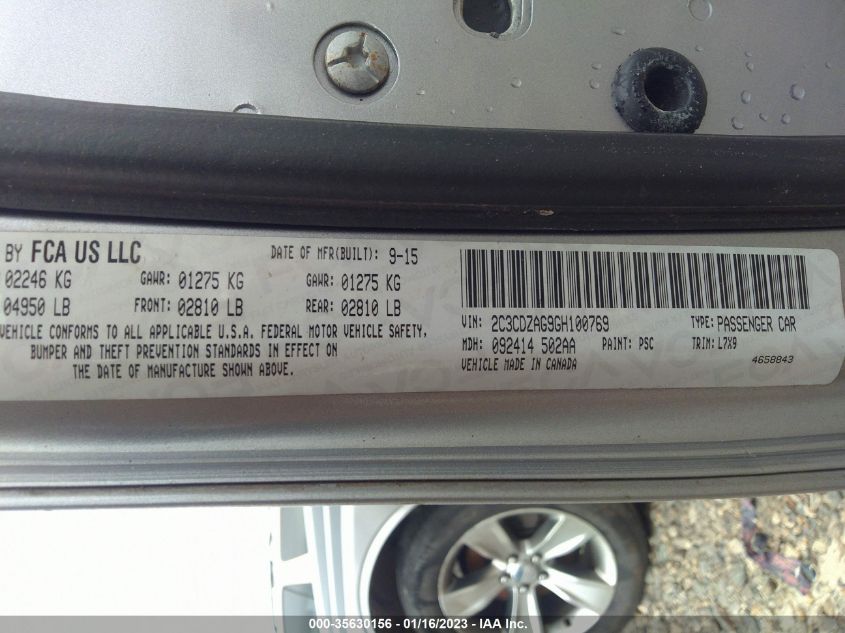 BY FCA US LLC DATE OF MFR(BUILT): 9-15
02246 KG GAWR: 01275 KG GAWR: 01275 KG
04950 LB FRONT: 02810 LB REAR: 02810 LB
VEHICLE CONFORMS TO ALL APPLICABLE U.S.A. FEDERAL MOTOR VEHICLE SAFETY,
BUMPER AND THEFT PREVENTION STANDARDS IN EFFECT ON
THE DATE OF MANUFACTURE SHOWN ABOVE.
VIN: 2C3CDZAG9GH100769 TYPE: PASSENGER CAR
MDH: 092414 502AA PAINT: PSC TRIM: L7X9
VEHICLE MADE IN CANADA 4658843
000-35630156 - 01/16/2023 - IAA Inc.